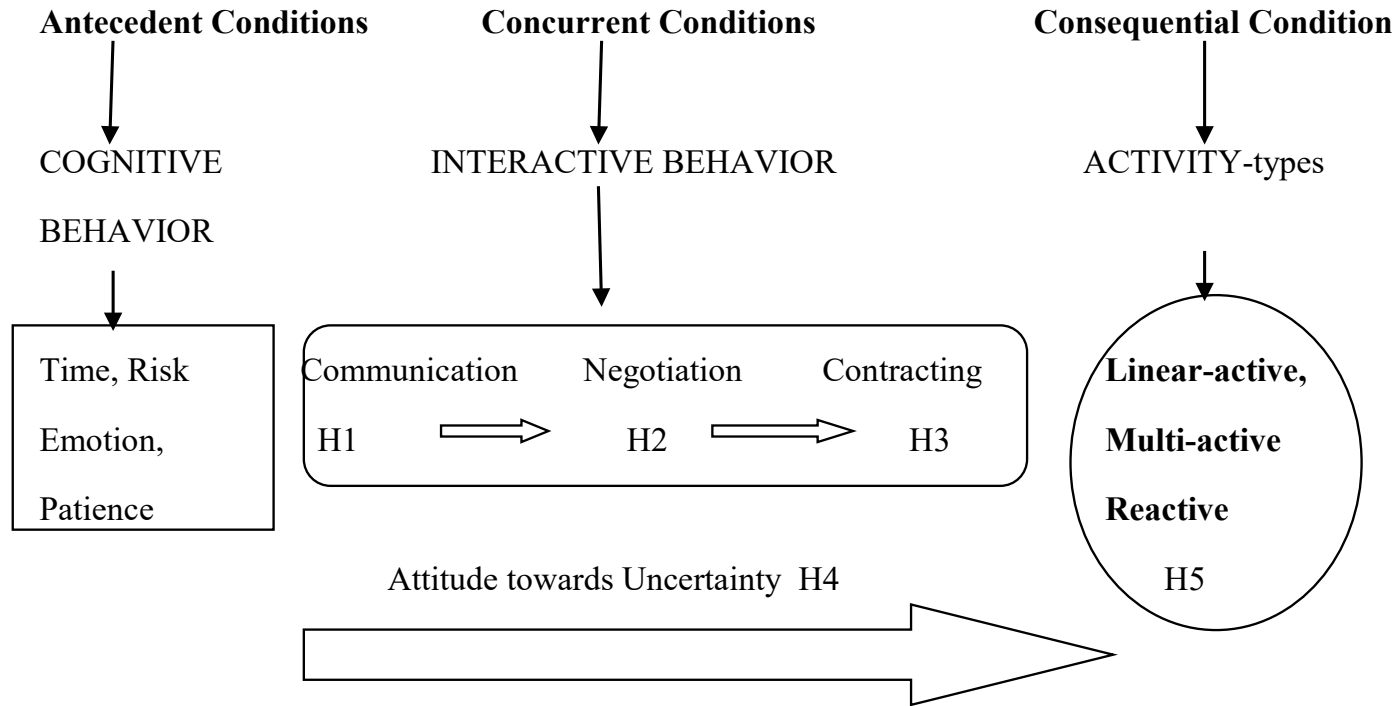 Antecedent Conditions
Concurrent Conditions
Consequential Condition
COGNITIVE
BEHAVIOR
INTERACTIVE BEHAVIOR
ACTIVITY-types
Time, Risk
Emotion,
Patience
Communication
Negotiation
Contracting
H1
H2
H3
Linear-active,
Multi-active
Reactive
H5
Attitude towards Uncertainty H4